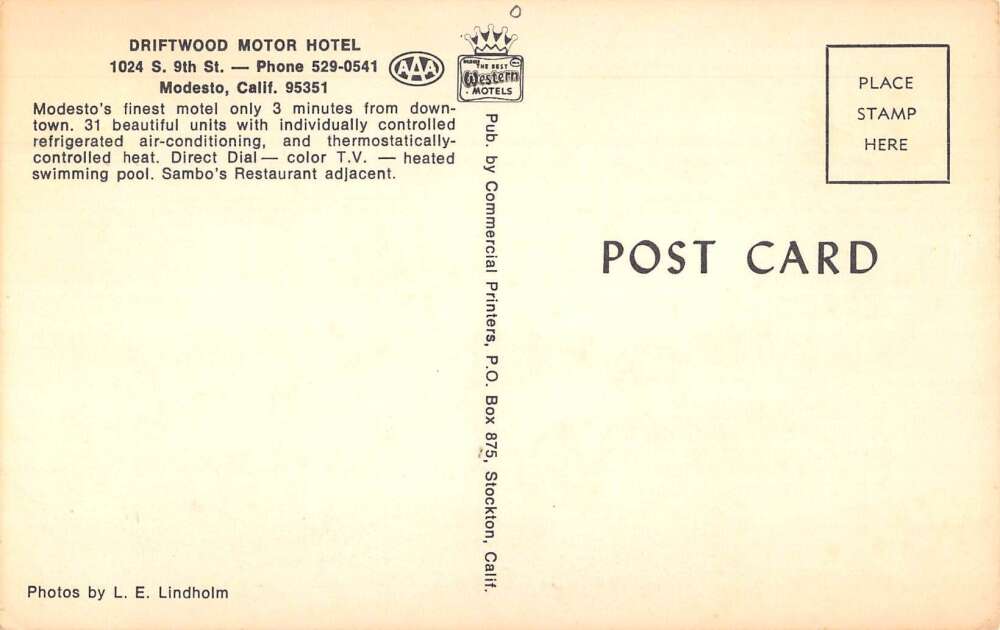 DRIFTWOOD MOTOR HOTEL
1024 S. 9th St. — Phone 529-0541
Modesto, Calif. 95351
AAA
THE BEST
Western
MOTELS
Modesto's finest motel only 3 minutes from down-
town. 31 beautiful units with individually controlled
refrigerated air-conditioning, and thermostatically-
controlled heat. Direct Dial — color T.V. — heated
swimming pool. Sambo's Restaurant adjacent.
Photos by L. E. Lindholm
Pub. by Commercial Printers, P.O. Box 875, Stockton, Calif.
PLACE
STAMP
HERE
POST CARD